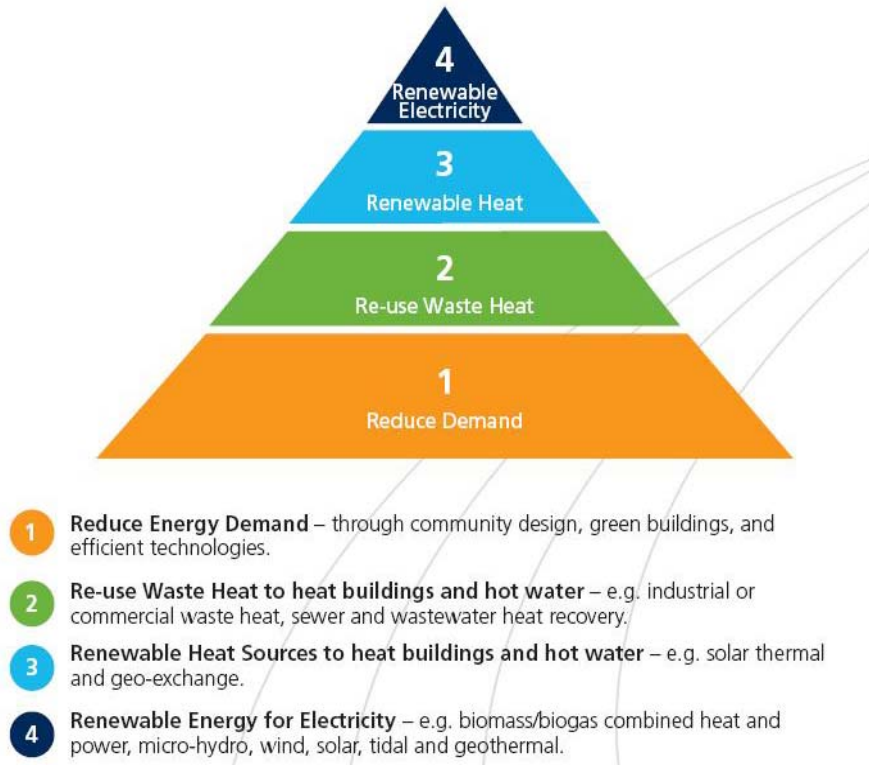 4
Renewable
Electricity
3
Renewable Heat
2
Re-use Waste Heat
1
Reduce Demand
1 Reduce Energy Demand – through community design, green buildings, and
efficient technologies.
2 Re-use Waste Heat to heat buildings and hot water – e.g. industrial or
commercial waste heat, sewer and wastewater heat recovery.
3 Renewable Heat Sources to heat buildings and hot water – e.g. solar thermal
and geo-exchange.
4 Renewable Energy for Electricity – e.g. biomass/biogas combined heat and
power, micro-hydro, wind, solar, tidal and geothermal.